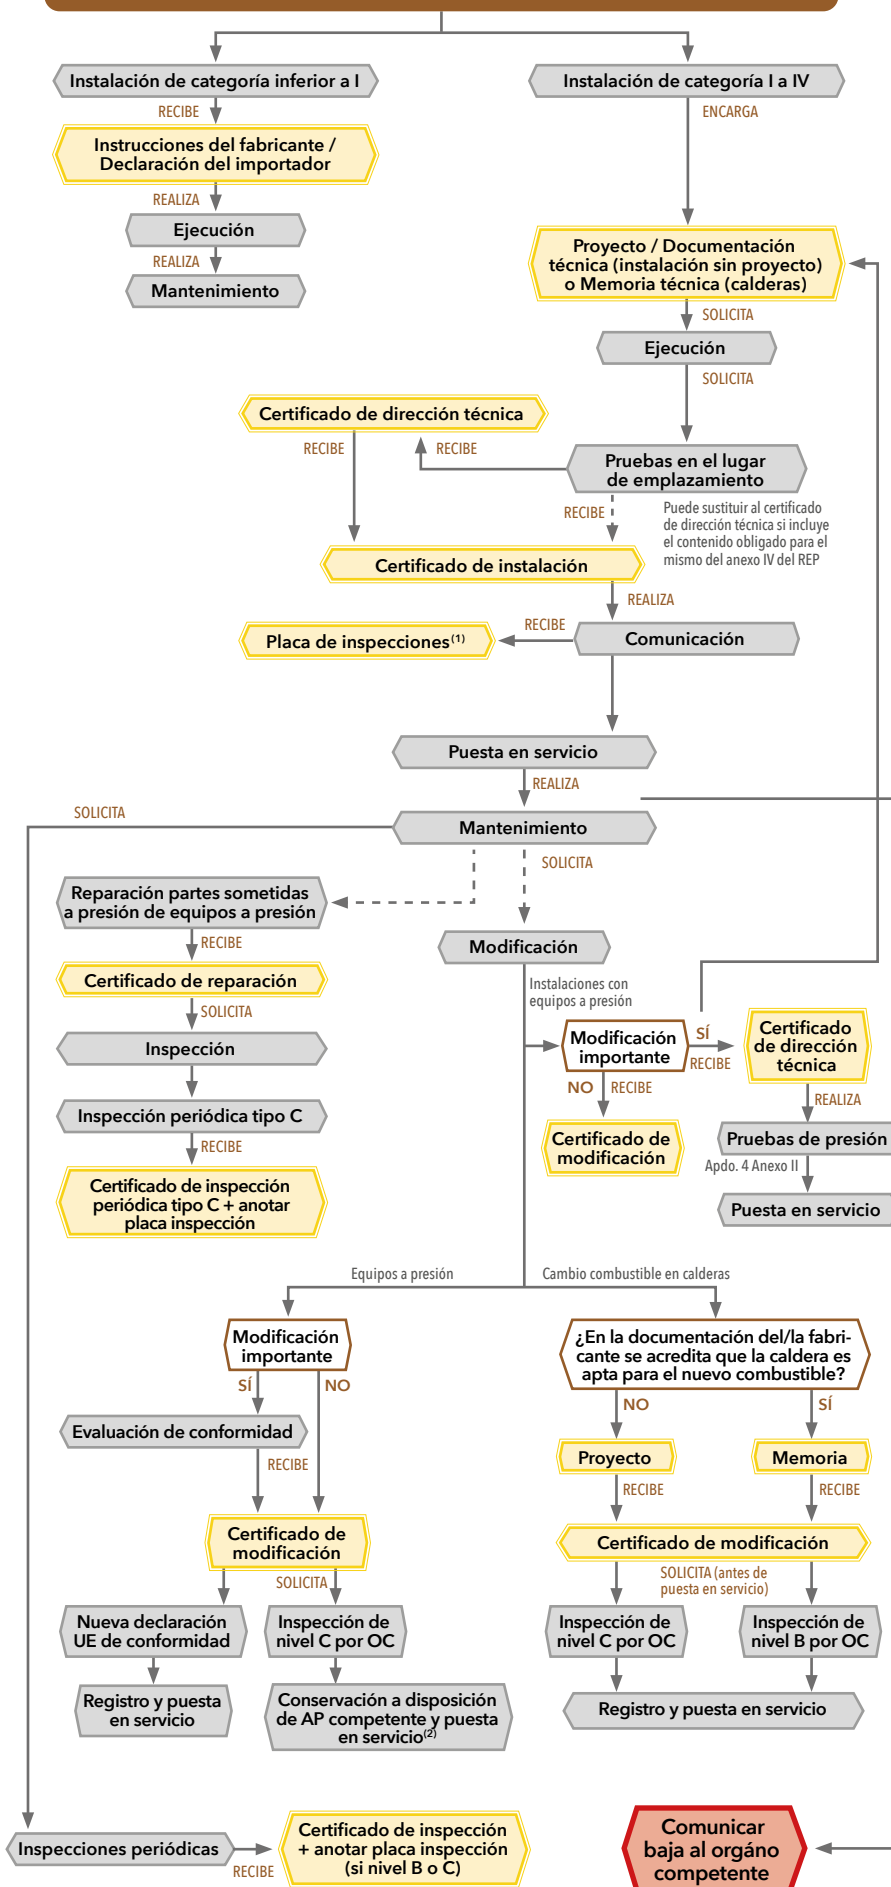 Instalación de categoría inferior a I
Instalación de categoría I a IV
RECIBE
ENCARGA
Instrucciones del fabricante /
Declaración del importador
REALIZA
Ejecución
REALIZA
Mantenimiento
Proyecto / Documentación
técnica (instalación sin proyecto)
o Memoria técnica (calderas)
SOLICITA
Ejecución
SOLICITA
Certificado de dirección técnica
RECIBE
RECIBE
Pruebas en el lugar
de emplazamiento
RECIBE
Puede sustituir al certificado
de dirección técnica si incluye
el contenido obligado para el
mismo del anexo IV del REP
Certificado de instalación
REALIZA
RECIBE
Placa de inspecciones(1)
Comunicación
Puesta en servicio
REALIZA
SOLICITA
Mantenimiento
SOLICITA
Reparación partes sometidas
a presión de equipos a presión
RECIBE
Modificación
Certificado de reparación
SOLICITA
Inspección
Inspección periódica tipo C
RECIBE
Certificado de inspección
periódica tipo C + anotar
placa inspección
Instalaciones con
equipos a presión
Modificación
importante
SÍ
RECIBE
NO
RECIBE
Certificado de
modificación
Certificado
de dirección
técnica
REALIZA
Pruebas de presión
Apdo. 4 Anexo II
Puesta en servicio
Equipos a presión
Cambio combustible en calderas
Modificación
importante
SÍ
NO
Evaluación de conformidad
RECIBE
Certificado de
modificación
SOLICITA
Nueva declaración
UE de conformidad
Inspección de
nivel C por OC
Registro y puesta
en servicio
Conservación a disposición
de AP competente y puesta
en servicio(2)
¿En la documentación del/la fabri-
cante se acredita que la caldera es
apta para el nuevo combustible?
NO
SÍ
Proyecto
Memoria
RECIBE
RECIBE
Certificado de modificación
SOLICITA (antes de
puesta en servicio)
Inspección de
nivel C por OC
Inspección de
nivel B por OC
Registro y puesta en servicio
Inspecciones periódicas
RECIBE
Certificado de inspección
+ anotar placa inspección
(si nivel B o C)
Comunicar
baja al orgáno
competente